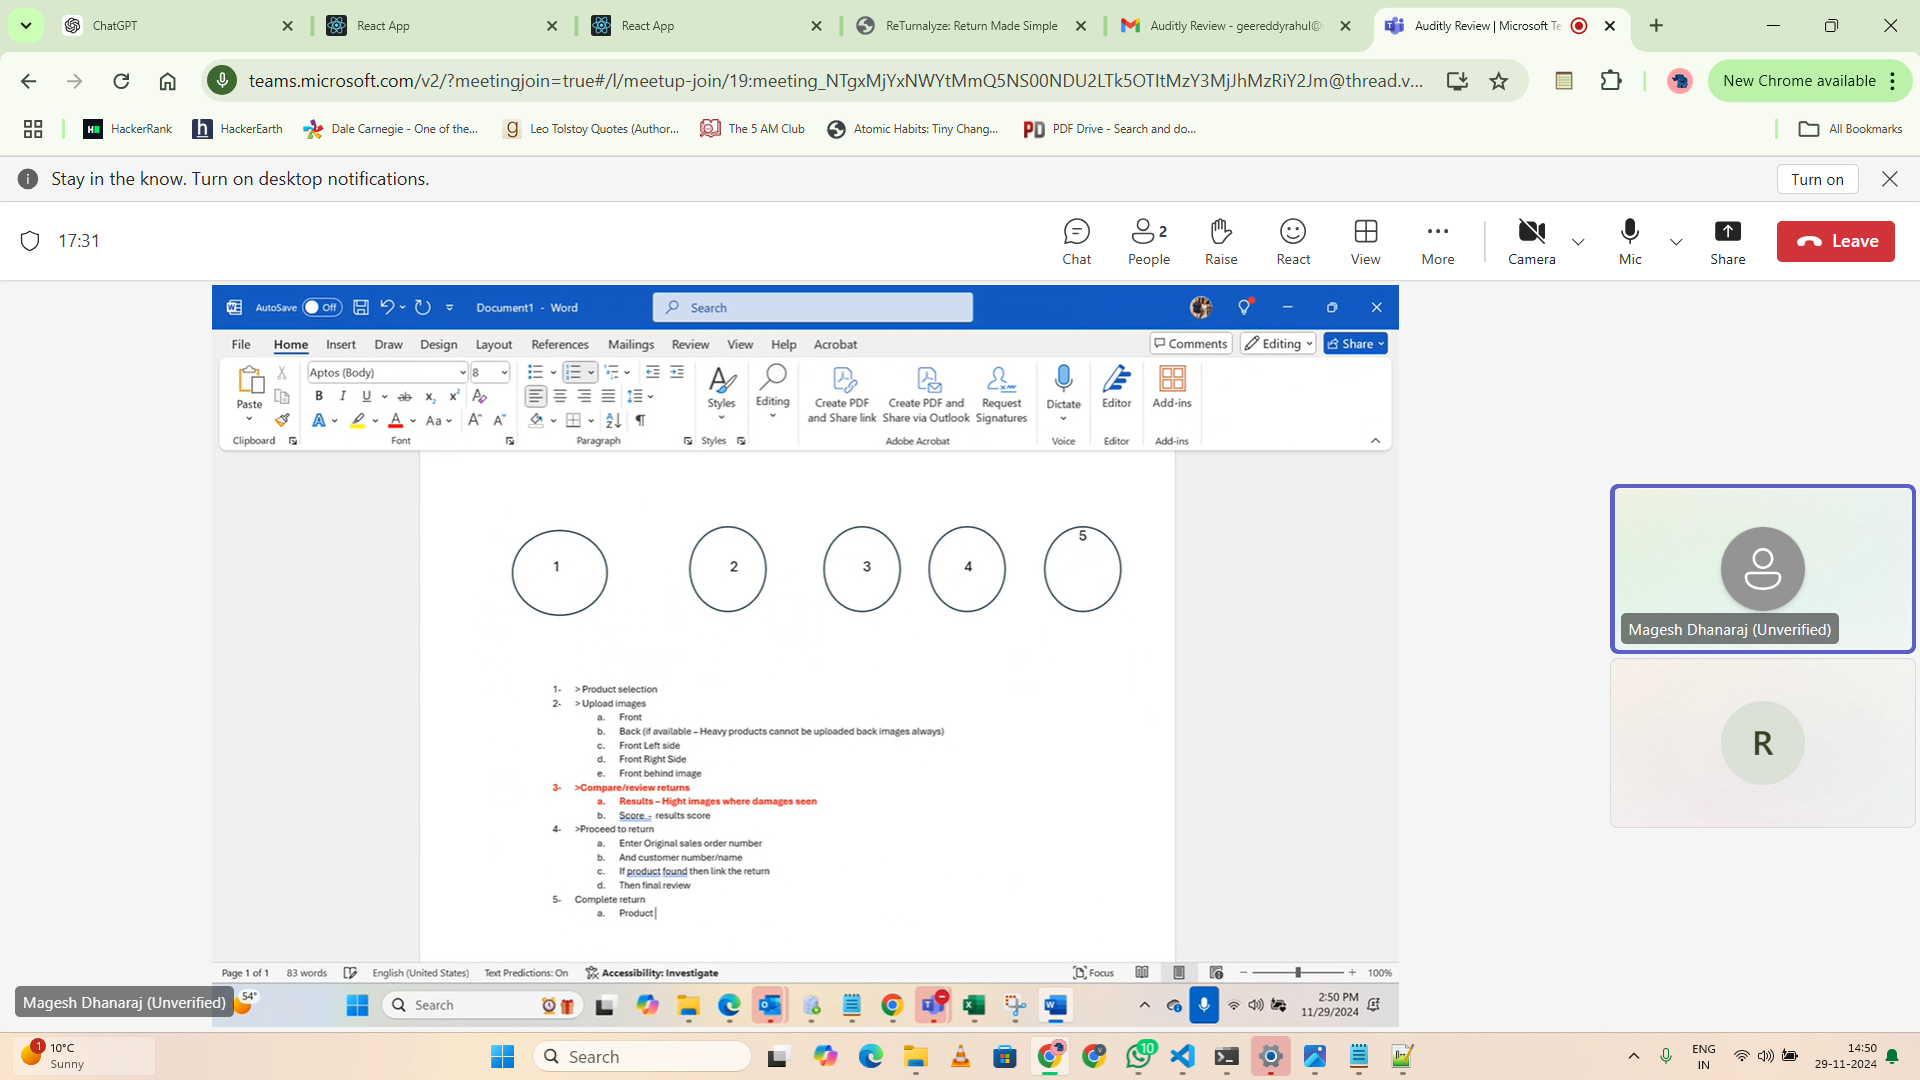 ChatGPT
React App
React App
ReTurnalyze: Return Made Simple
Auditly Review - geereddyrahul@
Auditly Review | Microsoft Te
teams.microsoft.com/v2/?meetingjoin=true#/l/meetup-join/19:meeting_NTgxMjYxNWYtMmQ5NS00NDU2LTk5OTItMzY3MjJhMzRiY2Jm@thread.v...
New Chrome available
HackerRank
HackerEarth
Dale Carnegie - One of the...
Leo Tolstoy Quotes (Author...
The 5 AM Club
Atomic Habits: Tiny Chang...
PDF Drive - Search and do...
All Bookmarks
Stay in the know. Turn on desktop notifications.
Turn on
17:31
Chat
2
People
Raise
React
View
More
Camera
Mic
Share
Leave
AutoSave Off
Document1 - Word
Search
File Home Insert Draw Design Layout References Mailings Review View Help Acrobat
Comments
Editing
Share
Aptos (Body)
8
Paste
Clipboard
Font
Paragraph
Styles
Styles
Editing
Create PDF and Share link
Create PDF and Share via Outlook
Request Signatures
Adobe Acrobat
Dictate
Voice
Editor
Editor
Add-ins
Add-ins
1
2
3
4
5
1- > Product selection
2- > Upload images
a. Front
b. Back (if available – Heavy products cannot be uploaded back images always)
c. Front Left side
d. Front Right Side
e. Front behind image
3- >Compare/review returns
a. Results – Hight images where damages seen
b. Score - results score
4- >Proceed to return
a. Enter Original sales order number
b. And customer number/name
c. If product found then link the return
d. Then final review
5- Complete return
a. Product
Page 1 of 1
83 words
English (United States)
Text Predictions: On
Accessibility: Investigate
Focus
100%
Magesh Dhanaraj (Unverified)
R
Magesh Dhanaraj (Unverified)
54°
Search
2:50 PM
11/29/2024
1
10°C
Sunny
Search
10
ENG
IN
14:50
29-11-2024